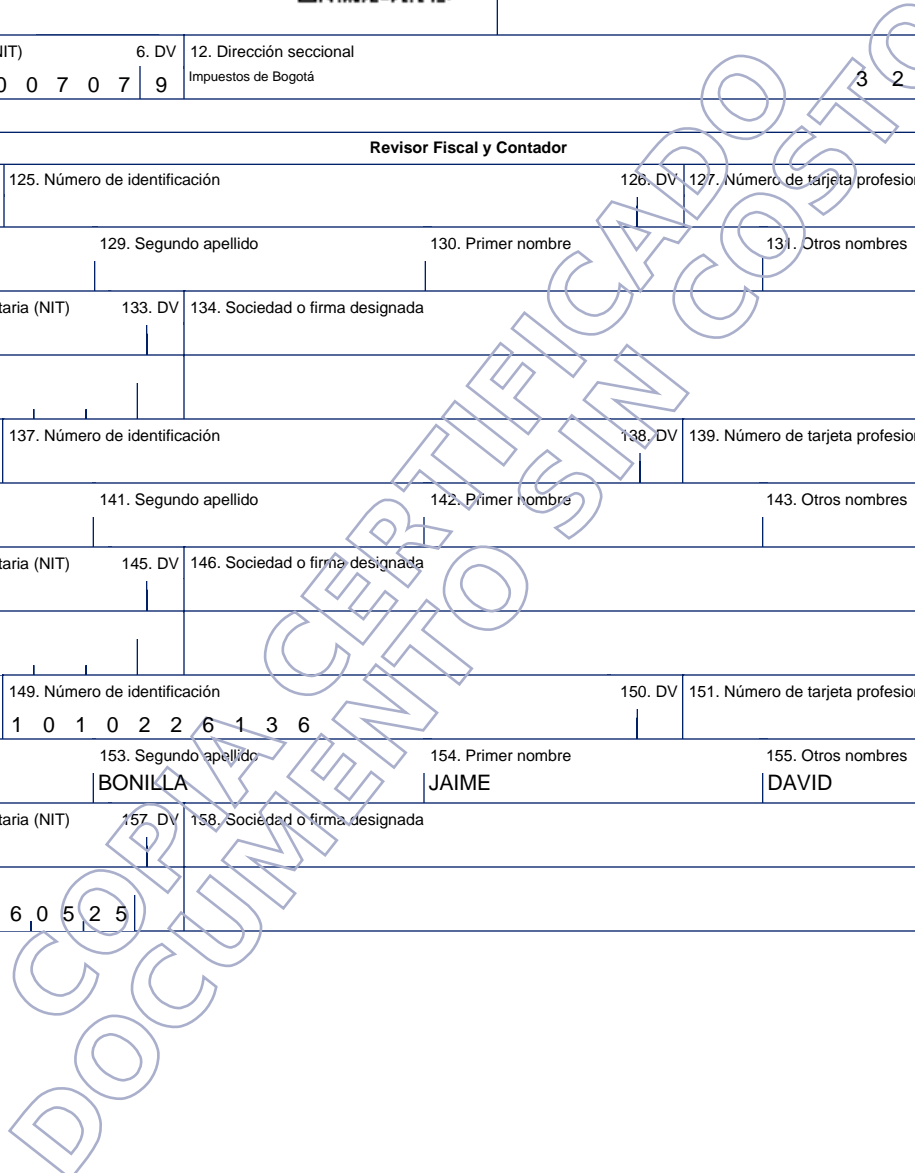 NIT) 6. DV 12. Dirección seccional
0 0 7 0 7 9 Impuestos de Bogotá 3 2
Revisor Fiscal y Contador
125. Número de identificación 126. DV 127. Número de tarjeta profesion
129. Segundo apellido 130. Primer nombre 131. Otros nombres
taria (NIT) 133. DV 134. Sociedad o firma designada
137. Número de identificación 138. DV 139. Número de tarjeta profesion
141. Segundo apellido 142. Primer nombre 143. Otros nombres
taria (NIT) 145. DV 146. Sociedad o firma designada
149. Número de identificación 150. DV 151. Número de tarjeta profesion
1 0 1 0 2 2 6 1 3 6
153. Segundo apellido 154. Primer nombre 155. Otros nombres
BONILLA JAIME DAVID
taria (NIT) 157. DV 158. Sociedad o firma designada
6 0 5 2 5
COPIA CERTIFICADO
DOCUMENTO SIN COSTO